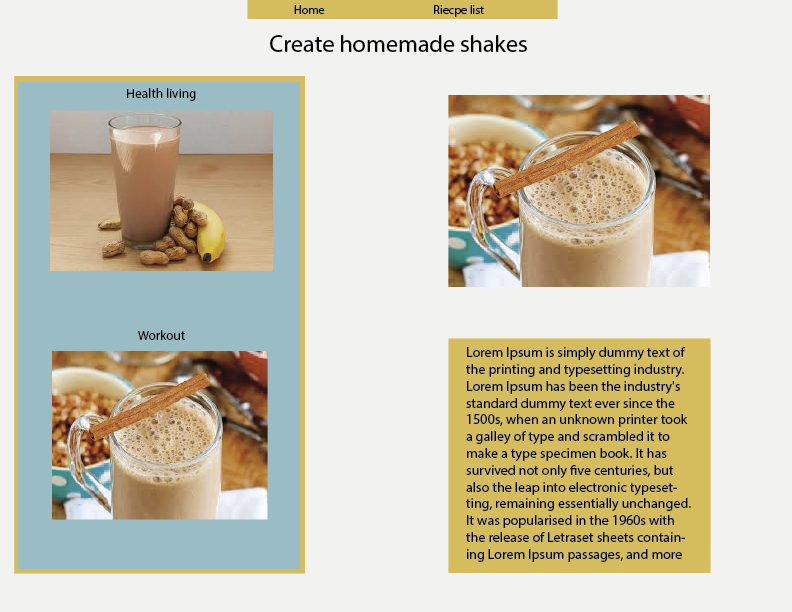 Home
Riecpe list
Create homemade shakes
Health living
Workout
Lorem Ipsum is simply dummy text of
the printing and typesetting industry.
Lorem Ipsum has been the industry's
standard dummy text ever since the
1500s, when an unknown printer took
a galley of type and scrambled it to
make a type specimen book. It has
survived not only five centuries, but
also the leap into electronic typeset-
ting, remaining essentially unchanged.
It was popularised in the 1960s with
the release of Letraset sheets contain-
ing Lorem Ipsum passages, and more